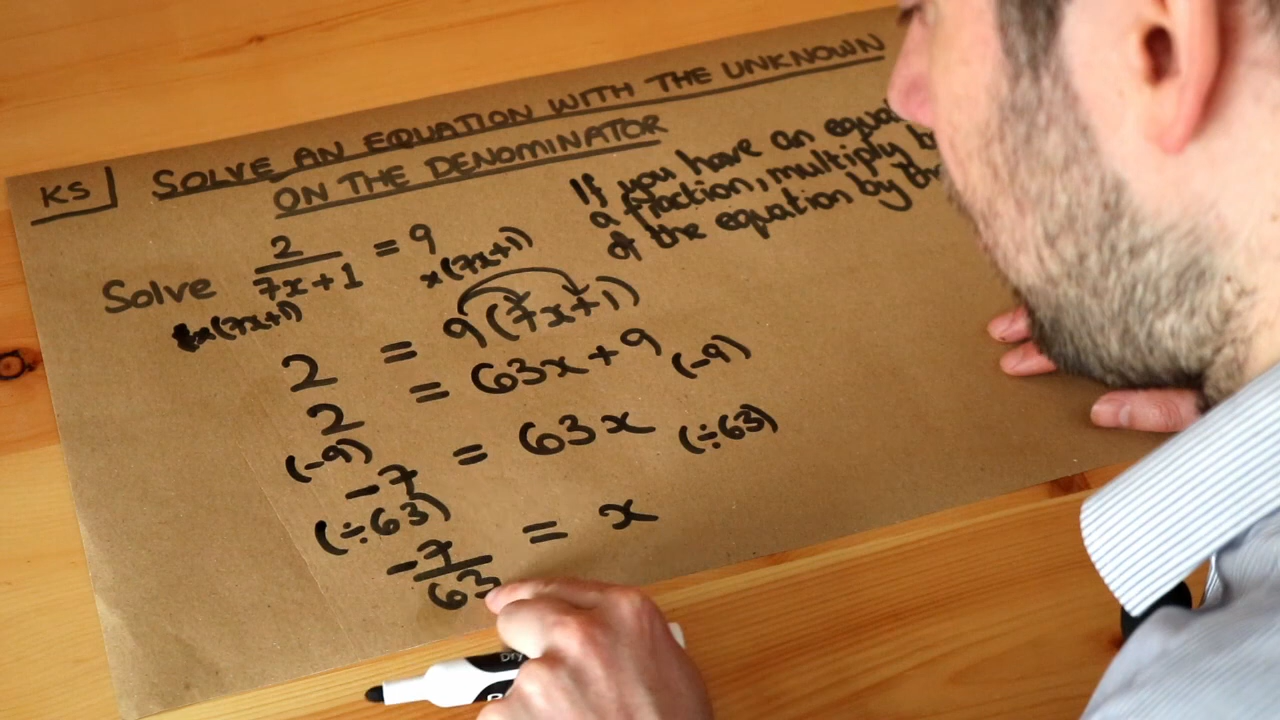 KS
SOLVE AN EQUATION WITH THE UNKNOWN
ON THE DENOMINATOR
If you have an
a fraction, multiply
of the equation by
Solve 2/(7x+1) = 9
×(7x+1) ×(7x+1)
2 = 9(7x+1)
2 = 63x+9
(-9) (-9)
-7 = 63x
(÷63) (÷63)
-7/63 = x
Dry